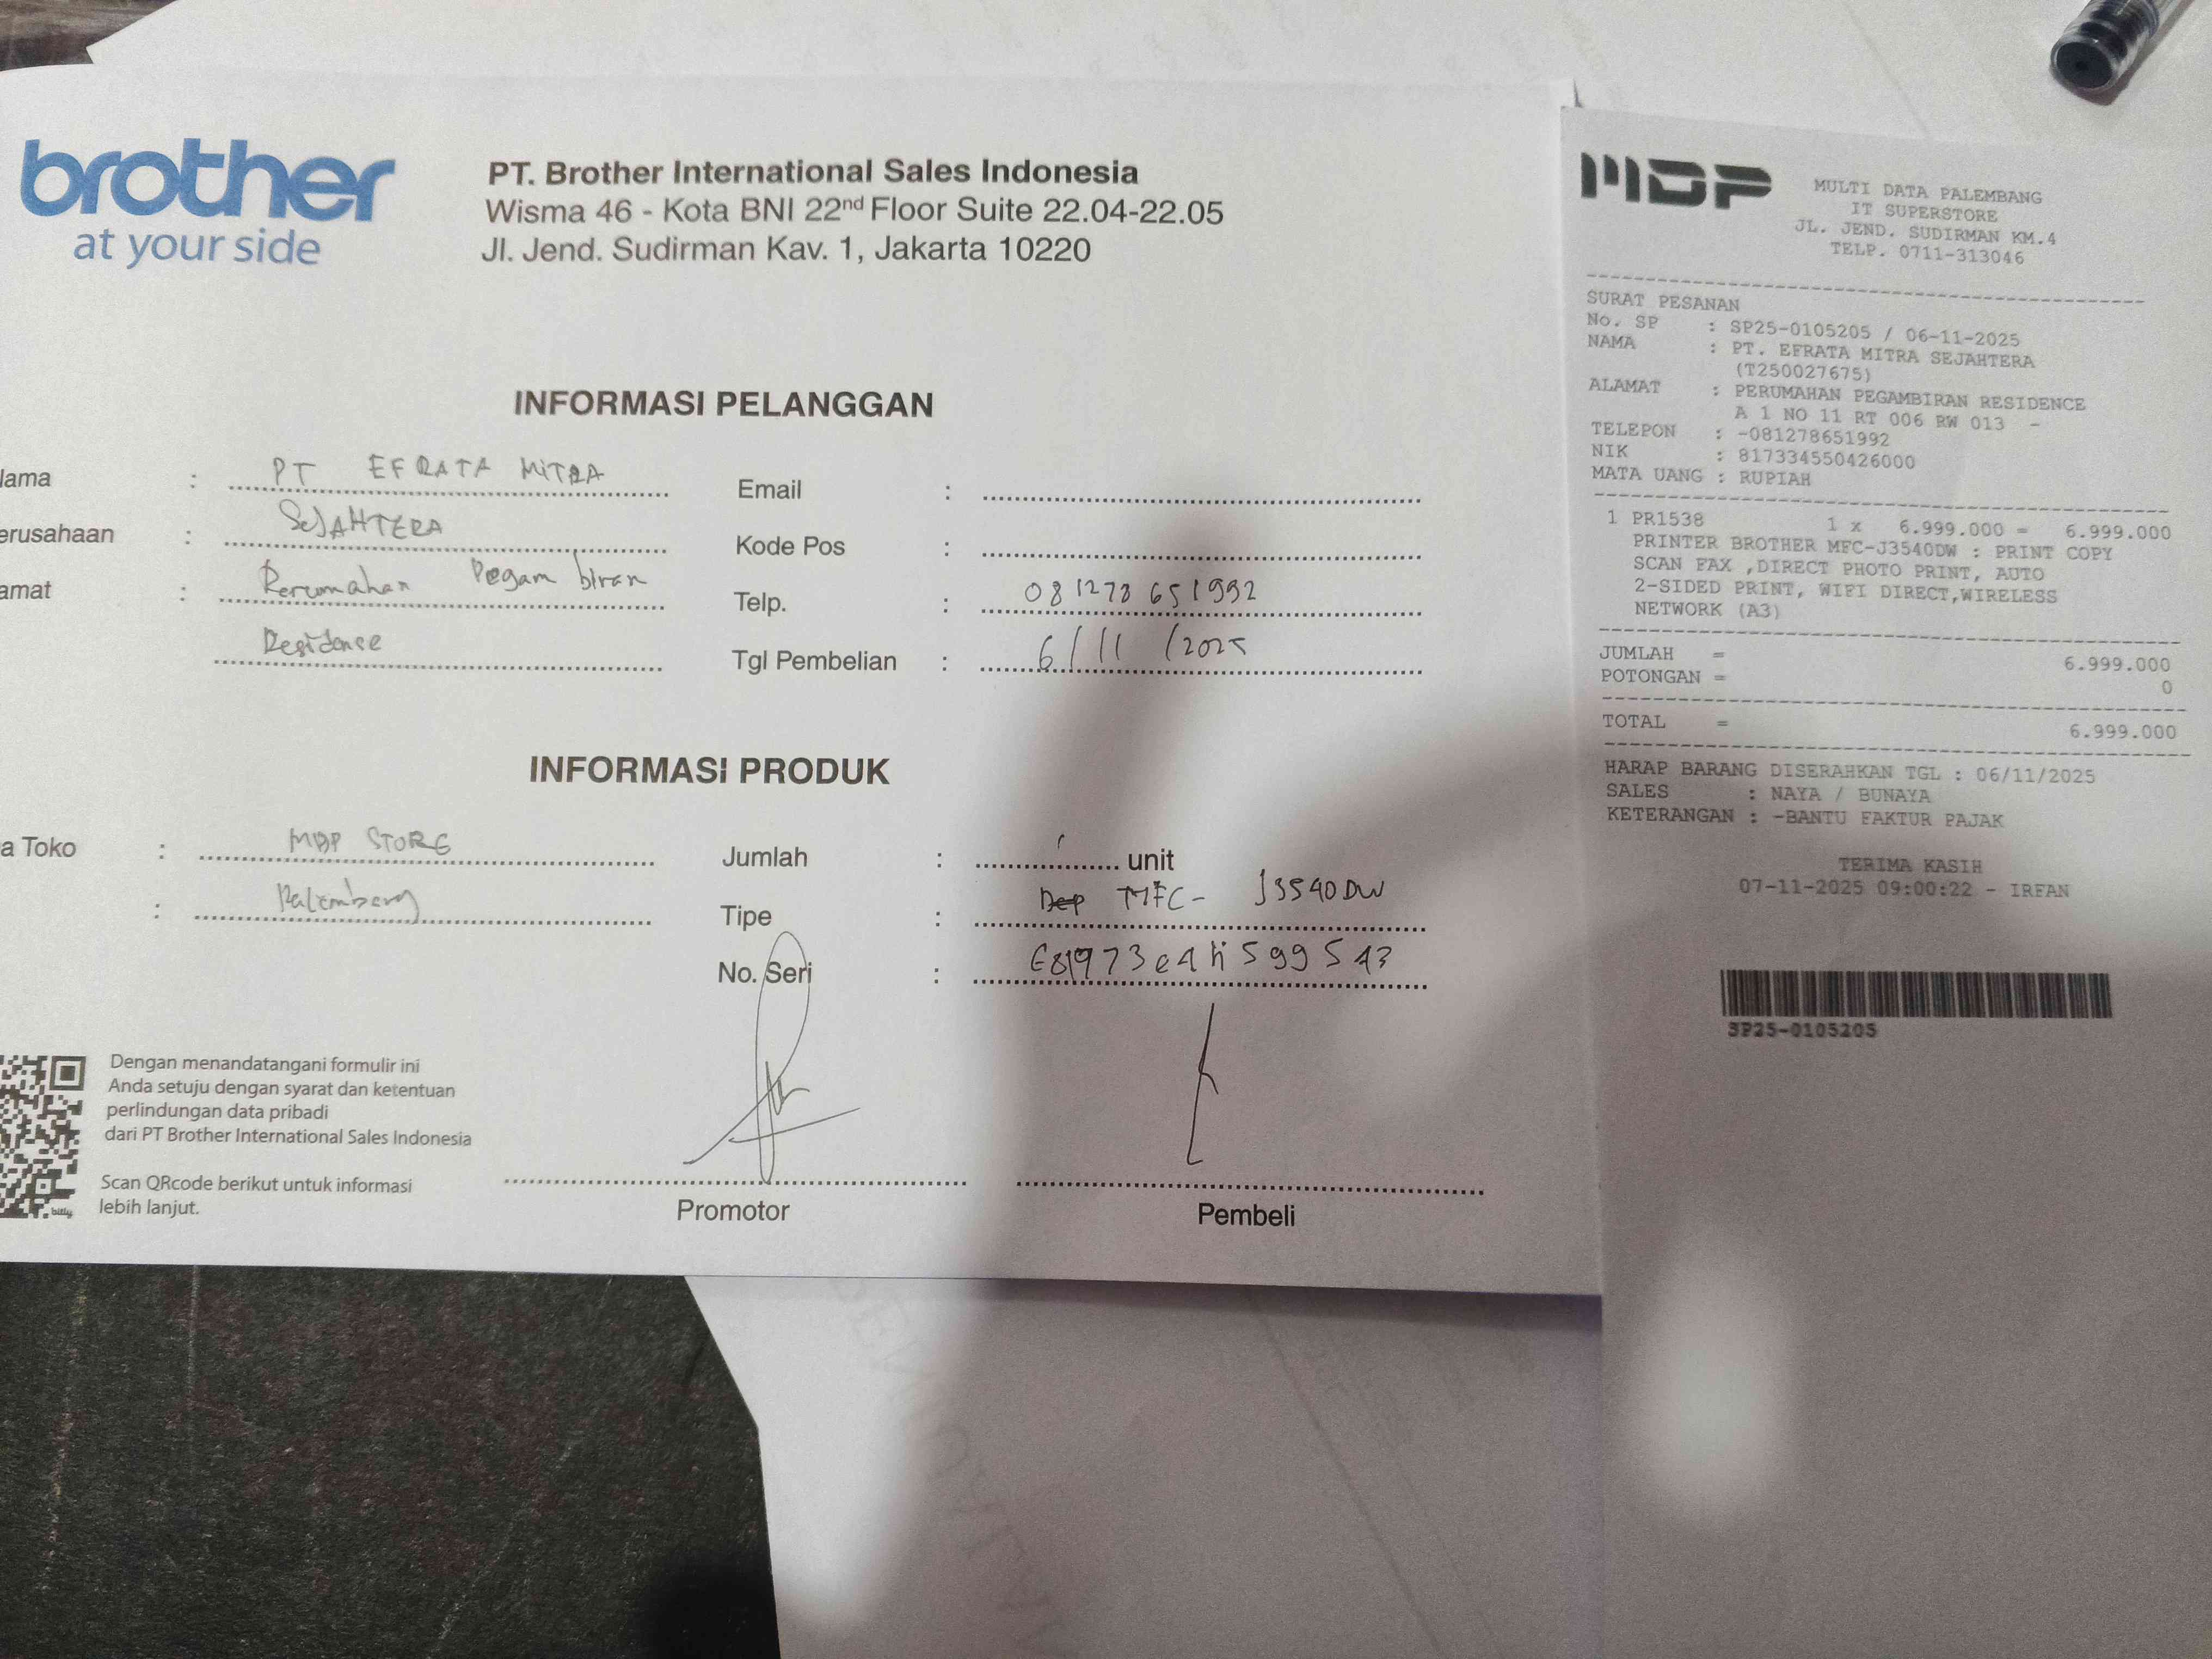 brother
at your side
PT. Brother International Sales Indonesia
Wisma 46 - Kota BNI 22nd Floor Suite 22.04-22.05
Jl. Jend. Sudirman Kav. 1, Jakarta 10220
INFORMASI PELANGGAN
lama : PT EFRATA MITRA
erusahaan : SeJAHTERA
amat : Perumahan Pegambiran
Residense
Email :
Kode Pos :
Telp. : 081278651992
Tgl Pembelian : 6/11/2025
INFORMASI PRODUK
a Toko : MDP STORE
: Palembang
Jumlah : 1 unit
Tipe : MFC- J3540DW
No. Seri :
Dengan menandatangani formulir ini
Anda setuju dengan syarat dan ketentuan
perlindungan data pribadi
dari PT Brother International Sales Indonesia
Scan QRcode berikut untuk informasi
lebih lanjut.
bitly
Promotor
Pembeli
MDP
MULTI DATA PALEMBANG
IT SUPERSTORE
JL. JEND. SUDIRMAN KM.4
TELP. 0711-313046
SURAT PESANAN
No. SP : SP25-0105205 / 06-11-2025
NAMA : PT. EFRATA MITRA SEJAHTERA
(T250027675)
ALAMAT : PERUMAHAN PEGAMBIRAN RESIDENCE
A 1 NO 11 RT 006 RW 013 -
TELEPON : -081278651992
NIK : 817334550426000
MATA UANG : RUPIAH
1 PR1538 1 x 6.999.000 = 6.999.000
PRINTER BROTHER MFC-J3540DW : PRINT COPY
SCAN FAX ,DIRECT PHOTO PRINT, AUTO
2-SIDED PRINT, WIFI DIRECT,WIRELESS
NETWORK (A3)
JUMLAH = 6.999.000
POTONGAN = 0
TOTAL = 6.999.000
HARAP BARANG DISERAHKAN TGL : 06/11/2025
SALES : NAYA / BUNAYA
KETERANGAN : -BANTU FAKTUR PAJAK
TERIMA KASIH
07-11-2025 09:00:22 - IRFAN
SP25-0105205